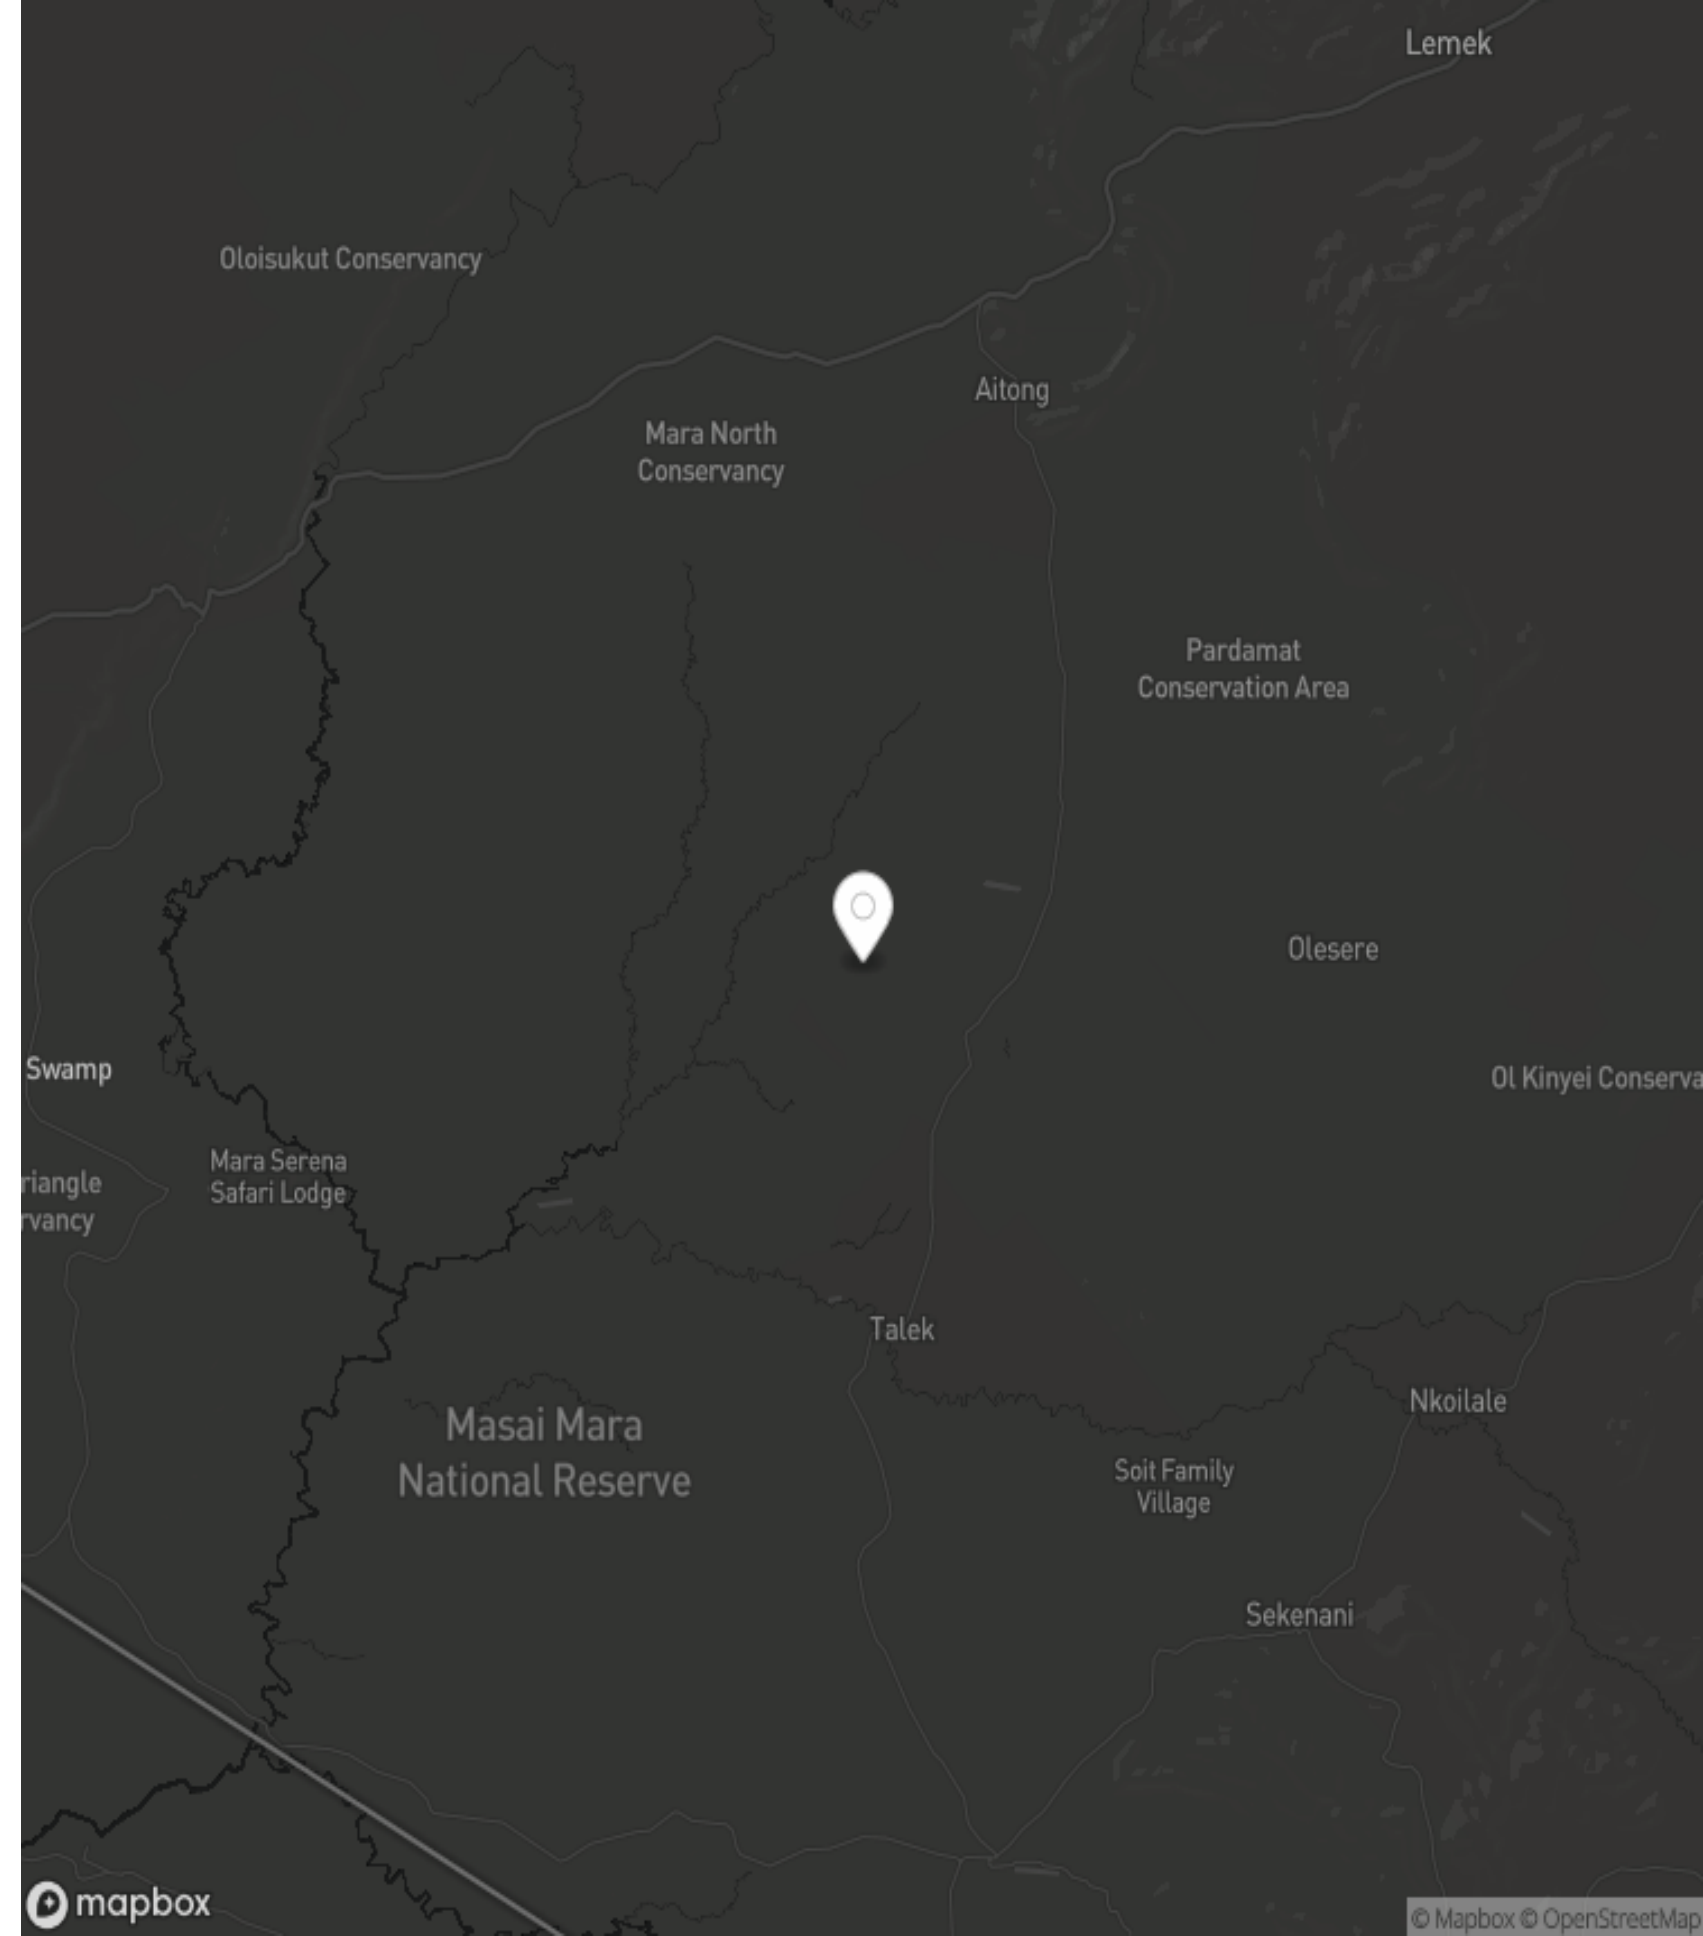 Lemek
Oloisukut Conservancy
Aitong
Mara North
Conservancy
Pardamat
Conservation Area
Olesere
Swamp
Ol Kinyei Conserva
Mara Serena
Safari Lodge
riangle
rvancy
Talek
Nkoilale
Masai Mara
National Reserve
Soit Family
Village
Sekenani
mapbox
© Mapbox © OpenStreetMap